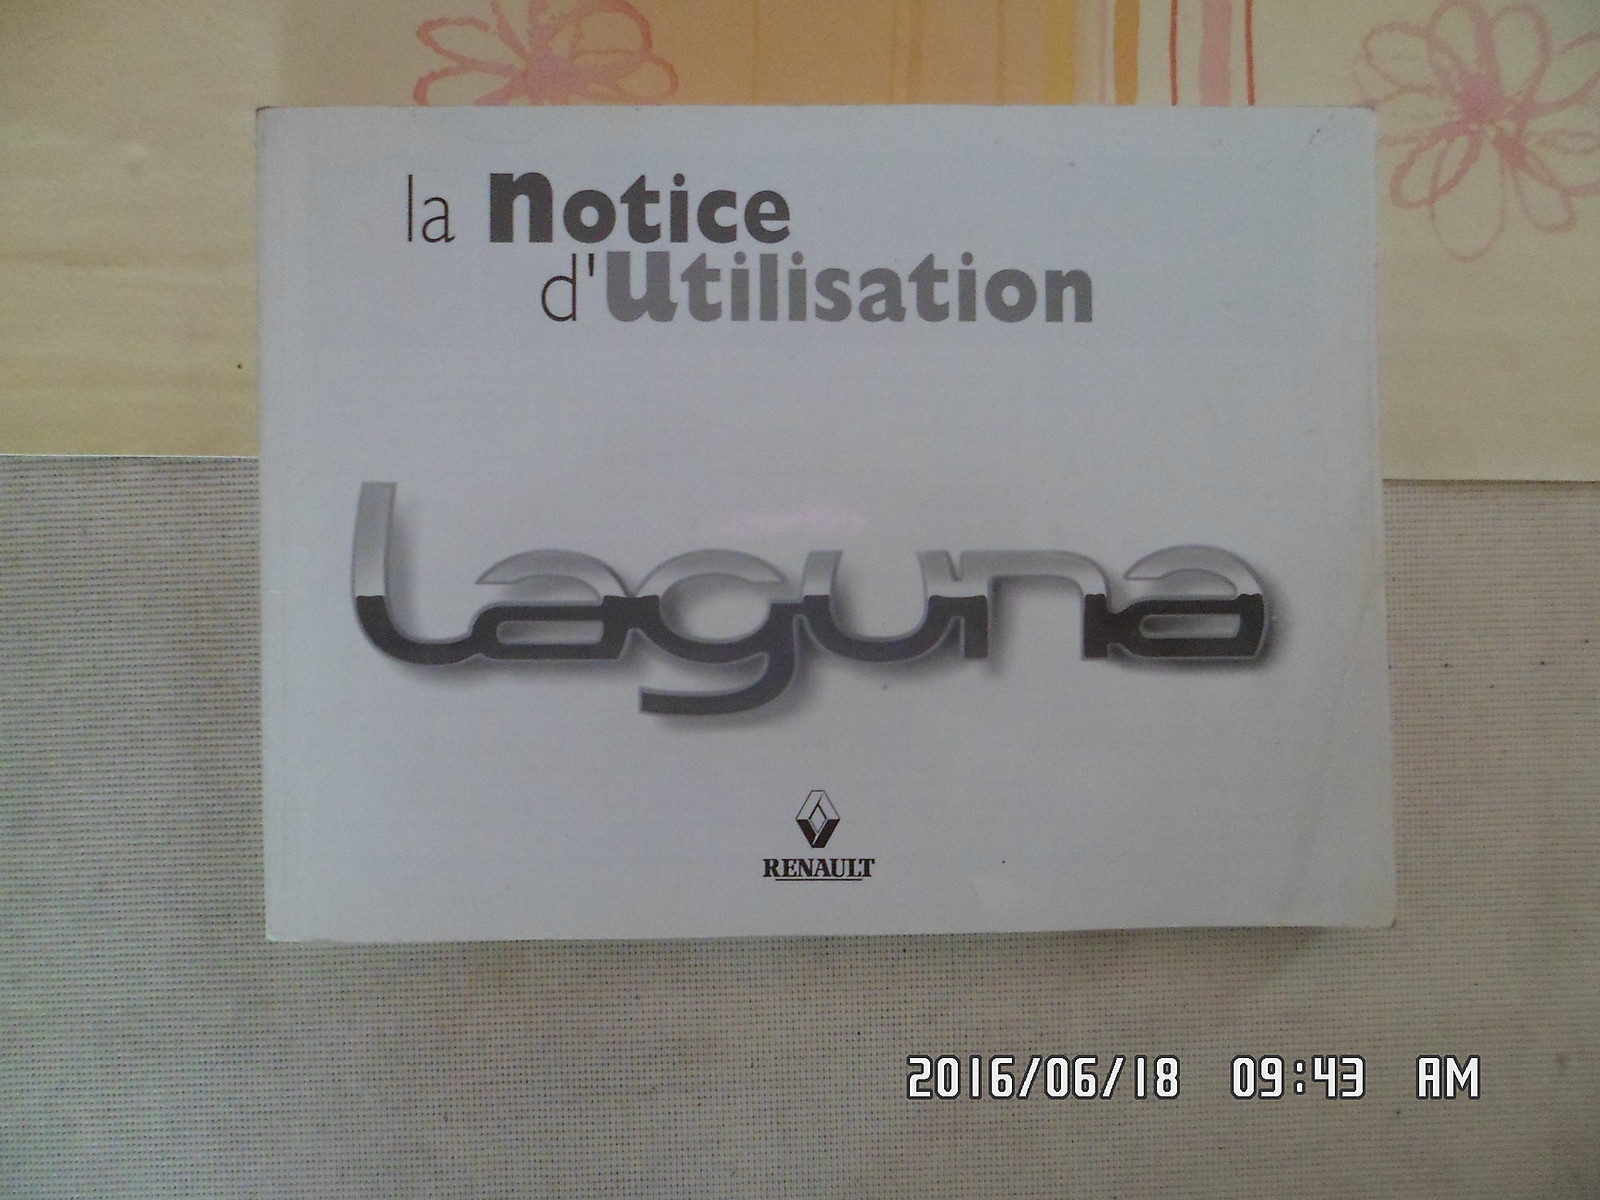 la notice
d'utilisation
laguna
RENAULT
2016/06/18 09:43 AM